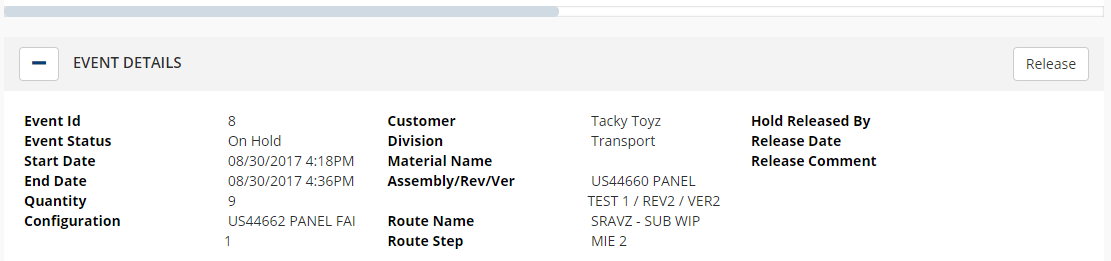 EVENT DETAILS
Release
Event Id 8 Customer Tacky Toyz Hold Released By
Event Status On Hold Division Transport Release Date
Start Date 08/30/2017 4:18PM Material Name Release Comment
End Date 08/30/2017 4:36PM Assembly/Rev/Ver US44660 PANEL
Quantity 9 TEST 1 / REV2 / VER2
Configuration US44662 PANEL FAI Route Name SRAVZ - SUB WIP
1 Route Step MIE 2